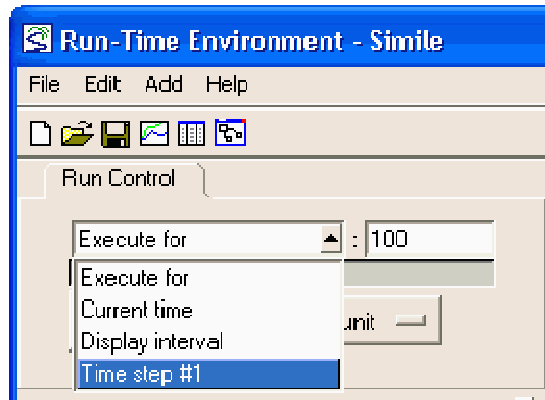 Run-Time Environment - Simile
File Edit Add Help
Run Control
Execute for : 100
Execute for
Current time
unit
Display interval
Time step #1